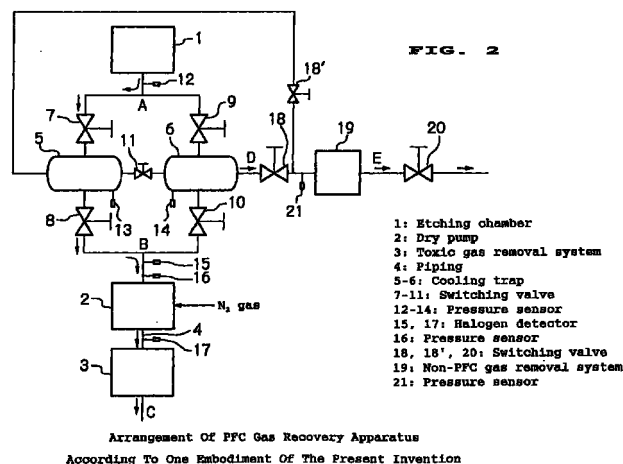 FIG. 2
1
12
A
18'
7
9
5
6
11
D
18
19
E
20
21
8
13
14
10
B
15
16
2
N₂ gas
4
17
3
C
1: Etching chamber
2: Dry pump
3: Toxic gas removal system
4: Piping
5-6: Cooling trap
7-11: Switching valve
12-14: Pressure sensor
15, 17: Halogen detector
16: Pressure sensor
18, 18', 20: Switching valve
19: Non-PFC gas removal system
21: Pressure sensor
Arrangement Of PFC Gas Recovery Apparatus
According To One Embodiment Of The Present Invention